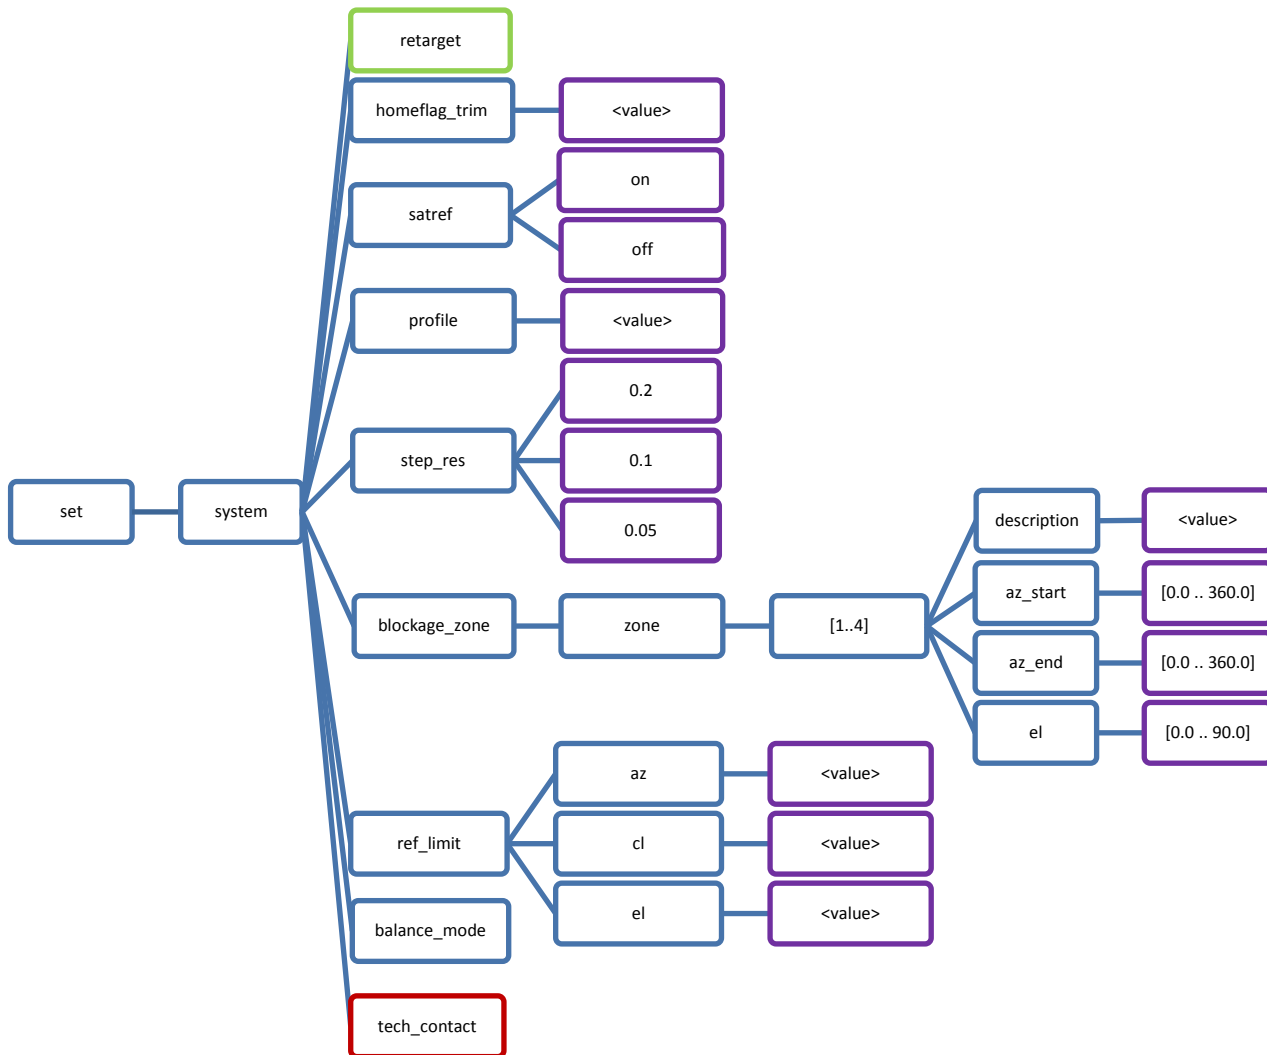 retarget
homeflag_trim
<value>
satref
on
off
profile
<value>
step_res
0.2
0.1
0.05
set
system
blockage_zone
zone
[1..4]
description
<value>
az_start
[0.0 .. 360.0]
az_end
[0.0 .. 360.0]
el
[0.0 .. 90.0]
ref_limit
az
<value>
cl
<value>
el
<value>
balance_mode
tech_contact